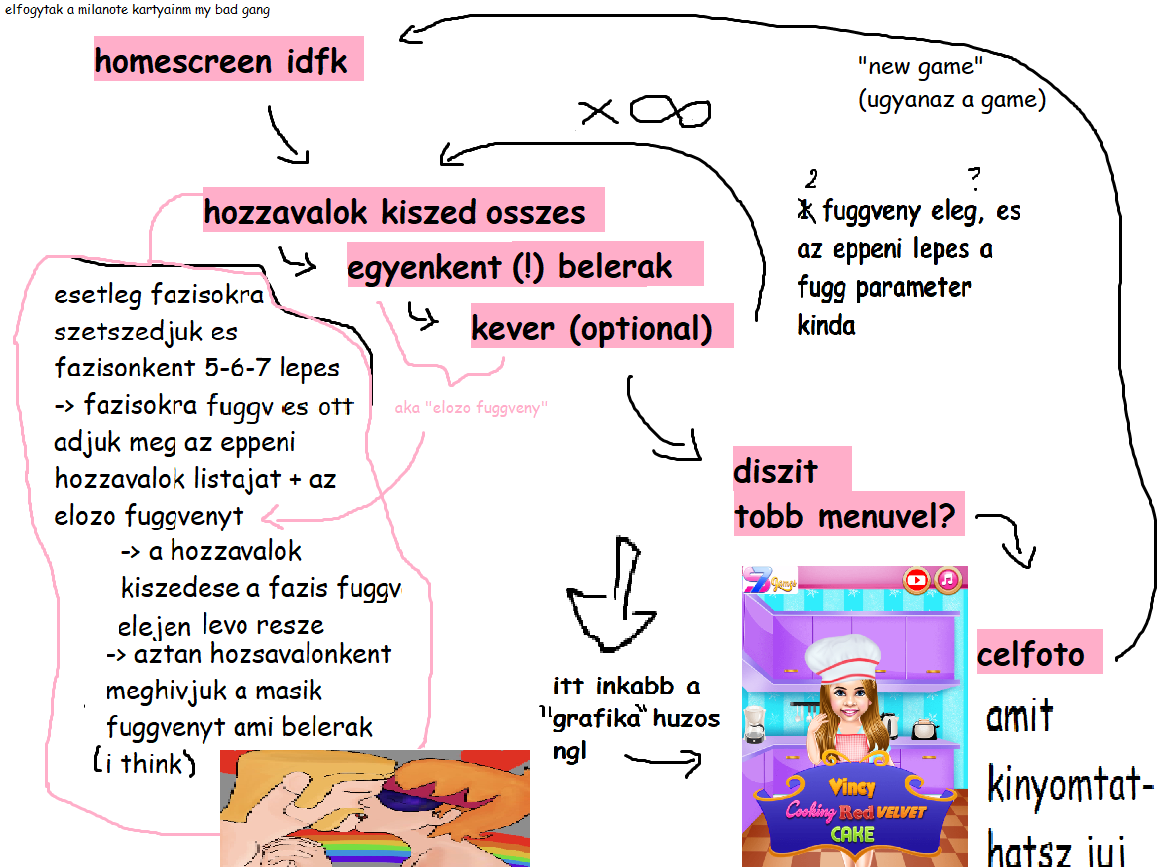 elfogytak a milanote kartyainm my bad gang
homescreen idfk
"new game"
(ugyanaz a game)
x ∞
hozzavalok kiszed osszes
egyenkent (!) belerak
kever (optional)
2 ?
fuggveny eleg, es
az eppeni lepes a
fugg parameter
kinda
esetleg fazisokra
szetszedjuk es
fazisonkent 5-6-7 lepes
-> fazisokra fuggv es ott
adjuk meg az eppeni
hozzavalok listajat + az
elozo fuggvenyt
-> a hozzavalok
kiszedese a fazis fuggv
elejen levo resze
-> aztan hozsavalonkent
meghivjuk a masik
fuggvenyt ami belerak
(i think)
aka "elozo fuggveny"
diszit
tobb menuvel?
itt inkabb a
"grafika" huzos
ngl
Vincy
Cooking Red VELVET
CAKE
celfoto
amit
kinyomtat-
hatsz iui